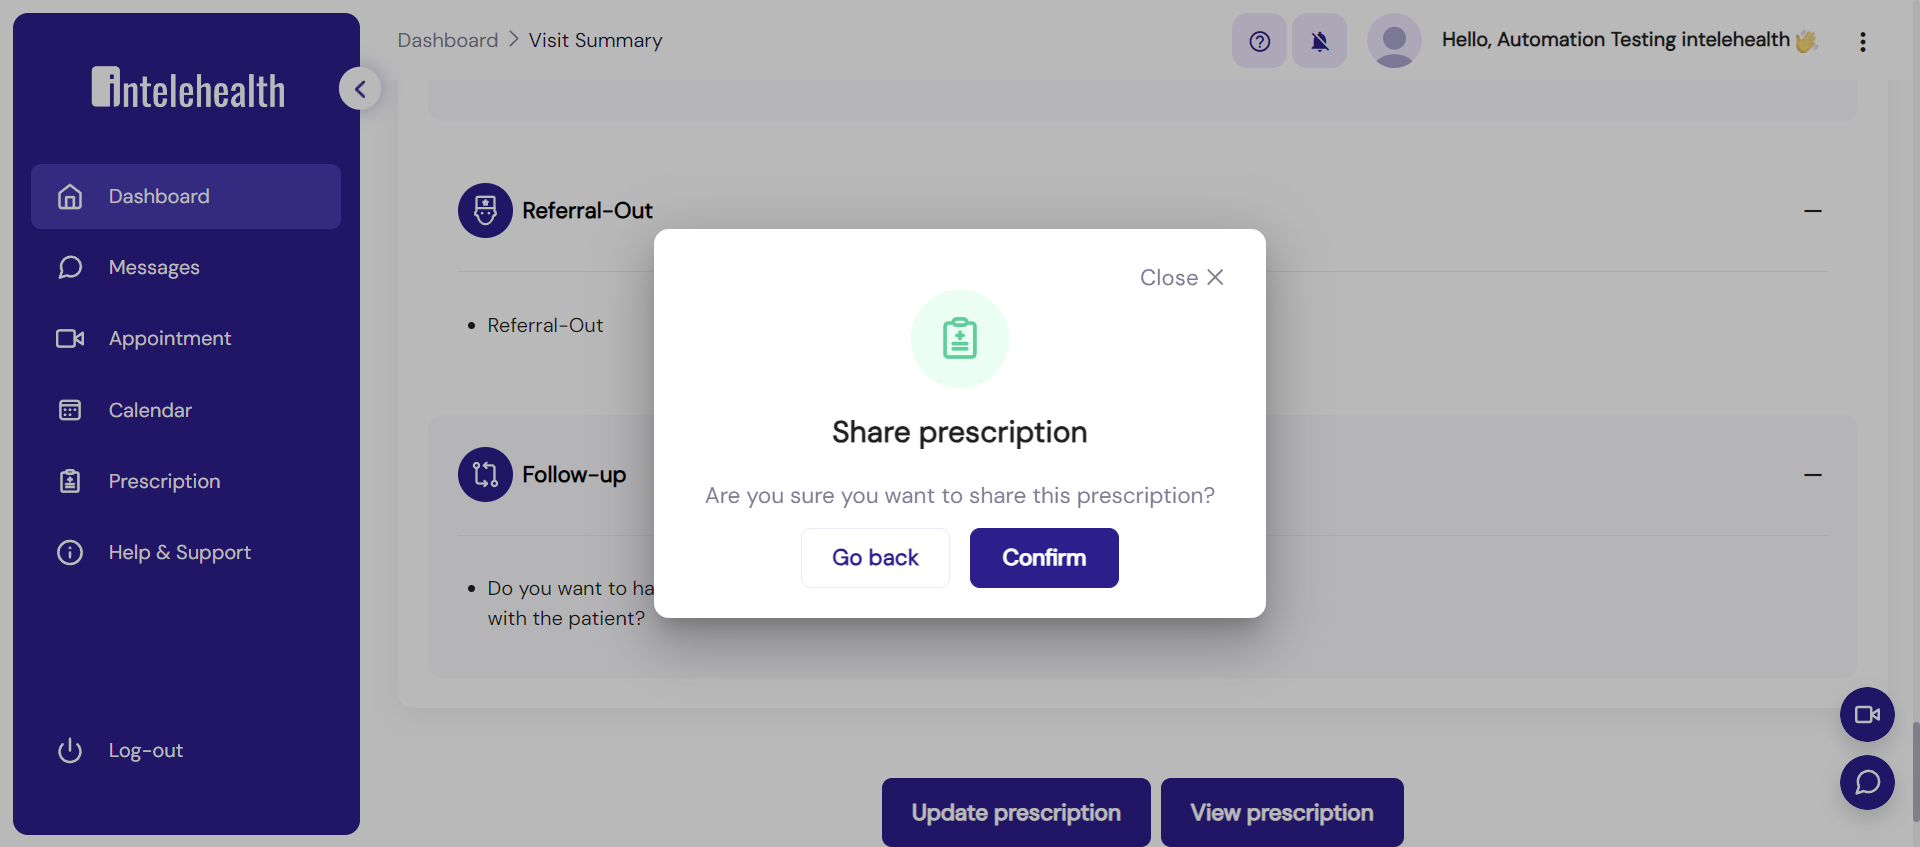 intelehealth
Dashboard
Messages
Appointment
Calendar
Prescription
Help & Support
Log-out
Dashboard > Visit Summary
Hello, Automation Testing intelehealth 👋
Referral-Out
Referral-Out
Follow-up
Do you want to ha
with the patient?
Close
Share prescription
Are you sure you want to share this prescription?
Go back
Confirm
Update prescription
View prescription